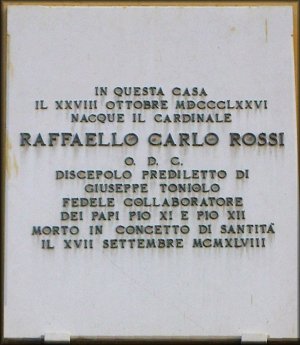 IN QUESTA CASA
IL XXVIII OTTOBRE MDCCCLXXVI
NACQUE IL CARDINALE
RAFFAELLO CARLO ROSSI
O. D. C.
DISCEPOLO PREDILETTO DI
GIUSEPPE TONIOLO
FEDELE COLLABORATORE
DEI PAPI PIO XI E PIO XII
MORTO IN CONCETTO DI SANTITÀ
IL XVII SETTEMBRE MCMXLVIII